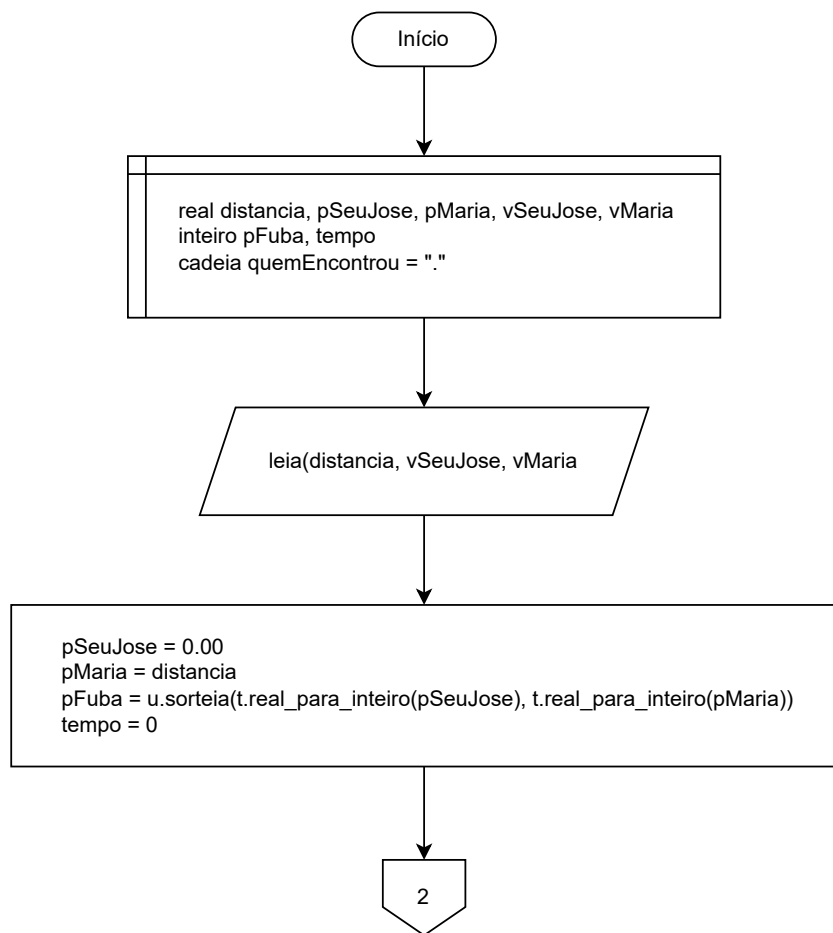 Início
real distancia, pSeuJose, pMaria, vSeuJose, vMaria
inteiro pFuba, tempo
cadeia quemEncontrou = "."
leia(distancia, vSeuJose, vMaria
pSeuJose = 0.00
pMaria = distancia
pFuba = u.sorteia(t.real_para_inteiro(pSeuJose), t.real_para_inteiro(pMaria))
tempo = 0
2